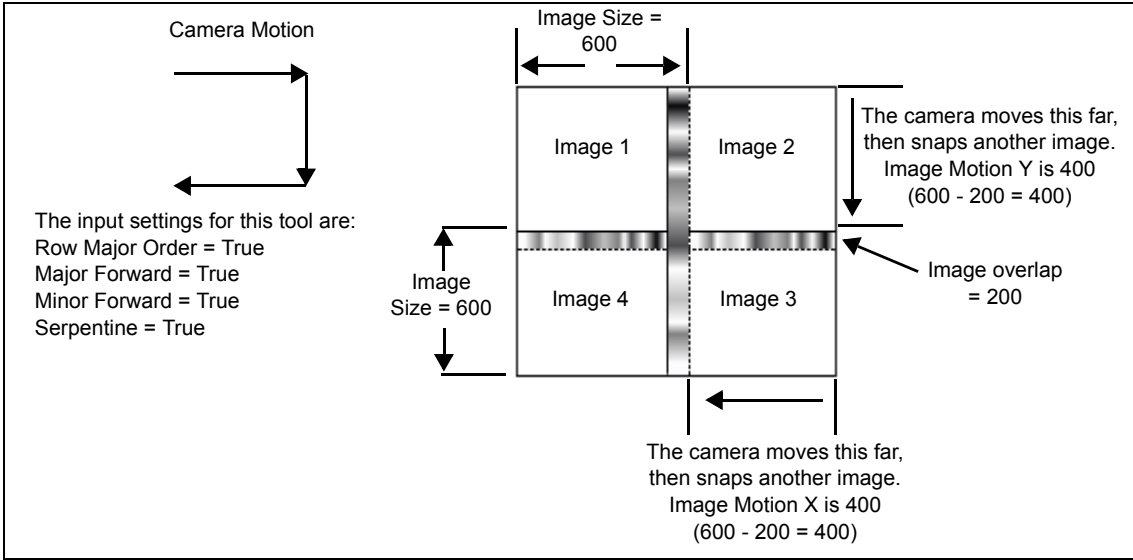 Camera Motion
The input settings for this tool are:
Row Major Order = True
Major Forward = True
Minor Forward = True
Serpentine = True
Image Size =
600
Image 1
Image 2
Image 4
Image 3
Image
Size = 600
The camera moves this far,
then snaps another image.
Image Motion Y is 400
(600 - 200 = 400)
Image overlap
= 200
The camera moves this far,
then snaps another image.
Image Motion X is 400
(600 - 200 = 400)